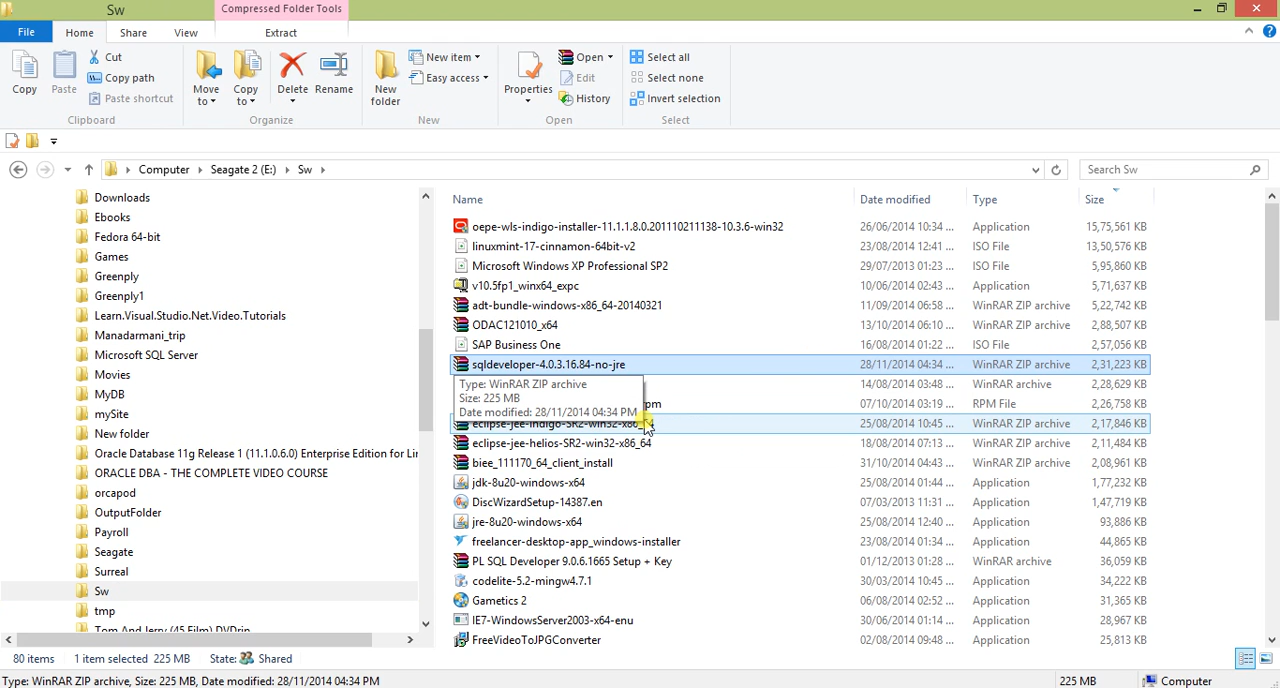 Sw
Compressed Folder Tools
File
Home
Share
View
Extract
Copy
Paste
Cut
Copy path
Paste shortcut
Clipboard
Move to
Copy to
Delete
Rename
Organize
New folder
New item
Easy access
New
Properties
Open
Edit
History
Open
Select all
Select none
Invert selection
Select
Computer Seagate 2 (E:) Sw
Search Sw
Downloads
Ebooks
Fedora 64-bit
Games
Greenply
Greenply1
Learn.Visual.Studio.Net.Video.Tutorials
Manadarmani_trip
Microsoft SQL Server
Movies
MyDB
mySite
New folder
Oracle Database 11g Release 1 (11.1.0.6.0) Enterprise Edition for Lin
ORACLE DBA - THE COMPLETE VIDEO COURSE
orcapod
OutputFolder
Payroll
Seagate
Surreal
Sw
tmp
Tom And Jerry (45 Film) DVDrip
Name Date modified Type Size
oepe-wls-indigo-installer-11.1.1.8.0.201110211138-10.3.6-win32 26/06/2014 10:34 ... Application 15,75,561 KB
linuxmint-17-cinnamon-64bit-v2 23/08/2014 12:41 ... ISO File 13,50,576 KB
Microsoft Windows XP Professional SP2 29/07/2013 01:23 ... ISO File 5,95,860 KB
v10.5fp1_winx64_expc 10/06/2014 02:43 ... Application 5,71,637 KB
adt-bundle-windows-x86_64-20140321 11/09/2014 06:58 ... WinRAR ZIP archive 5,22,742 KB
ODAC121010_x64 13/10/2014 06:10 ... WinRAR ZIP archive 2,88,507 KB
SAP Business One 16/08/2014 01:22 ... ISO File 2,57,056 KB
sqldeveloper-4.0.3.16.84-no-jre 28/11/2014 04:34 ... WinRAR ZIP archive 2,31,223 KB
Type: WinRAR ZIP archive
Size: 225 MB
Date modified: 28/11/2014 04:34 PM
14/08/2014 03:48 ... WinRAR archive 2,28,629 KB
rpm 07/10/2014 03:19 ... RPM File 2,26,758 KB
eclipse-jee-indigo-SR2-win32-x86_64 25/08/2014 10:45 ... WinRAR ZIP archive 2,17,846 KB
eclipse-jee-helios-SR2-win32-x86_64 18/08/2014 07:13 ... WinRAR ZIP archive 2,11,484 KB
biee_111170_64_client_install 31/10/2014 04:43 ... WinRAR ZIP archive 2,08,961 KB
jdk-8u20-windows-x64 25/08/2014 01:44 ... Application 1,77,232 KB
DiscWizardSetup-14387.en 07/03/2013 11:31 ... Application 1,47,719 KB
jre-8u20-windows-x64 25/08/2014 12:40 ... Application 93,886 KB
freelancer-desktop-app_windows-installer 23/08/2014 01:34 ... Application 44,865 KB
PL SQL Developer 9.0.6.1665 Setup + Key 01/12/2013 01:28 ... WinRAR archive 36,059 KB
codelite-5.2-mingw4.7.1 30/03/2014 10:45 ... Application 34,222 KB
Gametics 2 06/08/2014 02:52 ... Application 31,365 KB
IE7-WindowsServer2003-x64-enu 30/06/2014 01:14 ... Application 28,967 KB
FreeVideoToJPGConverter 02/08/2014 09:48 ... Application 25,813 KB
80 items 1 item selected 225 MB State: Shared
Type: WinRAR ZIP archive, Size: 225 MB, Date modified: 28/11/2014 04:34 PM 225 MB Computer